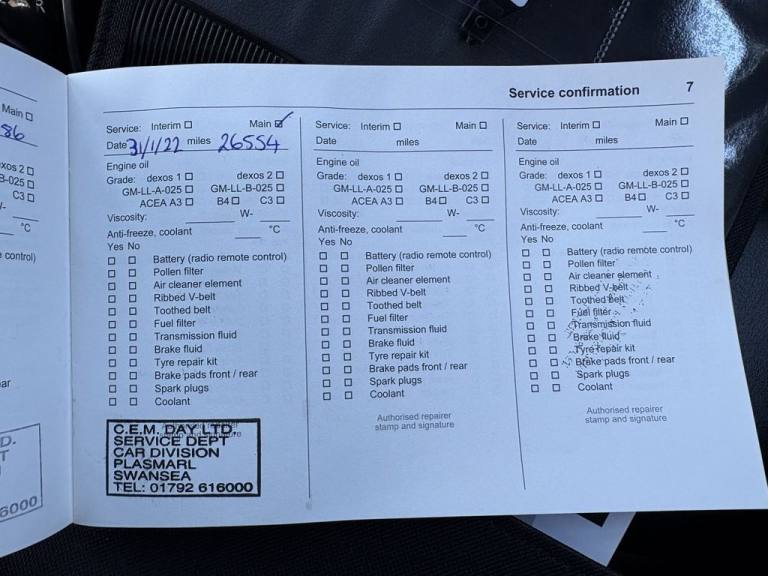 Service confirmation 7
Main
86
xos 2
B-025
C3
°C
control)
ar
D.
T
6000
Service: Interim Main
Date 31/1/22 miles 26554
Engine oil
Grade: dexos 1 dexos 2
GM-LL-A-025 GM-LL-B-025
ACEA A3 B4 C3
Viscosity: W-
Anti-freeze, coolant °C
Yes No
Battery (radio remote control)
Pollen filter
Air cleaner element
Ribbed V-belt
Toothed belt
Fuel filter
Transmission fluid
Brake fluid
Tyre repair kit
Brake pads front / rear
Spark plugs
Coolant
C.E.M. DAY LTD.
SERVICE DEPT
CAR DIVISION
PLASMARL
SWANSEA
TEL: 01792 616000
Service: Interim Main
Date miles
Engine oil
Grade: dexos 1 dexos 2
GM-LL-A-025 GM-LL-B-025
ACEA A3 B4 C3
Viscosity: W-
Anti-freeze, coolant °C
Yes No
Battery (radio remote control)
Pollen filter
Air cleaner element
Ribbed V-belt
Toothed belt
Fuel filter
Transmission fluid
Brake fluid
Tyre repair kit
Brake pads front / rear
Spark plugs
Coolant
Authorised repairer
stamp and signature
Service: Interim Main
Date miles
Engine oil
Grade: dexos 1 dexos 2
GM-LL-A-025 GM-LL-B-025
ACEA A3 B4 C3
Viscosity: W-
Anti-freeze, coolant °C
Yes No
Battery (radio remote control)
Pollen filter
Air cleaner element
Ribbed V-belt
Toothed belt
Fuel filter
Transmission fluid
Brake fluid
Tyre repair kit
Brake pads front / rear
Spark plugs
Coolant
Authorised repairer
stamp and signature